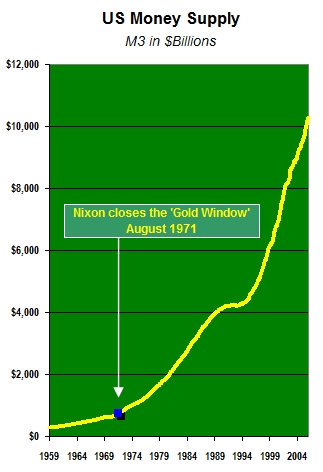 US Money Supply
M3 in $Billions
$12,000
$10,000
$8,000
Nixon closes the 'Gold Window'
August 1971
$6,000
$4,000
$2,000
$0
1959 1964 1969 1974 1979 1984 1989 1994 1999 2004